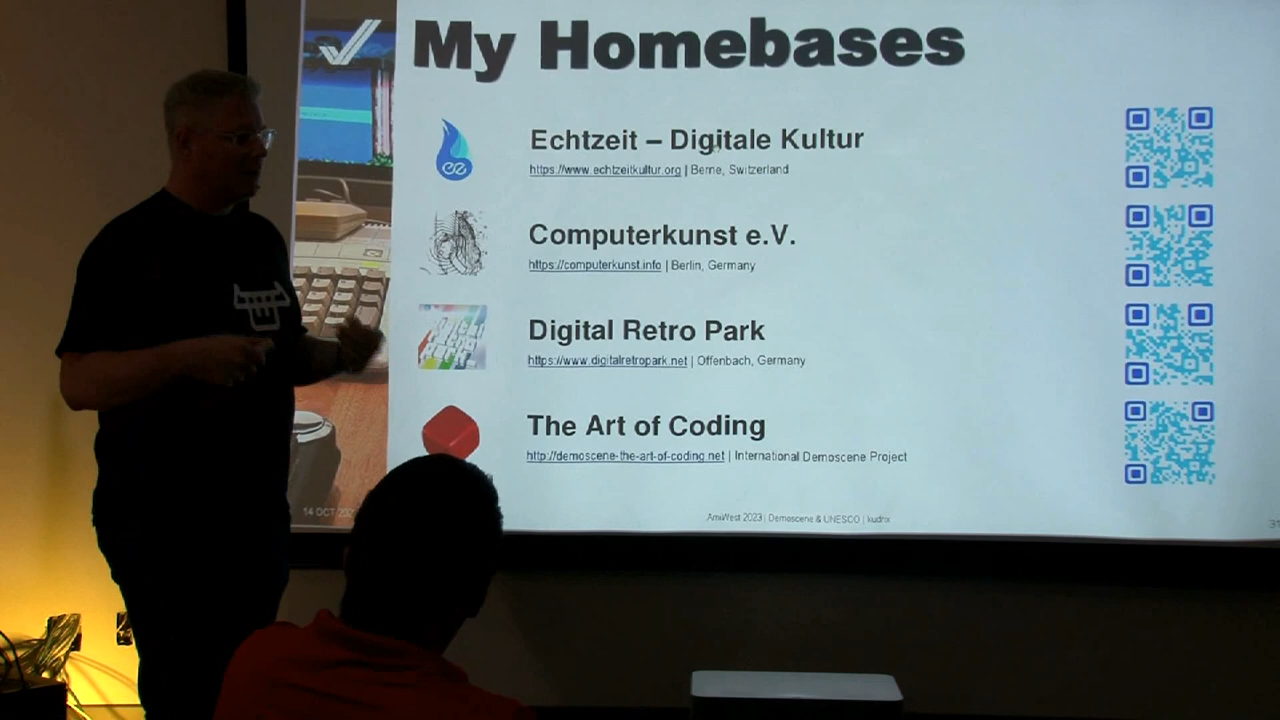 My Homebases
Echtzeit – Digitale Kultur
https://www.echtzeitkultur.org | Berne, Switzerland
Computerkunst e.V.
https://computerkunst.info | Berlin, Germany
Digital Retro Park
https://www.digitalretropark.net | Offenbach, Germany
The Art of Coding
http://demoscene-the-art-of-coding.net | International Demoscene Project
14 OCT
AmiWest 2023 | Demoscene & UNESCO | kudrix